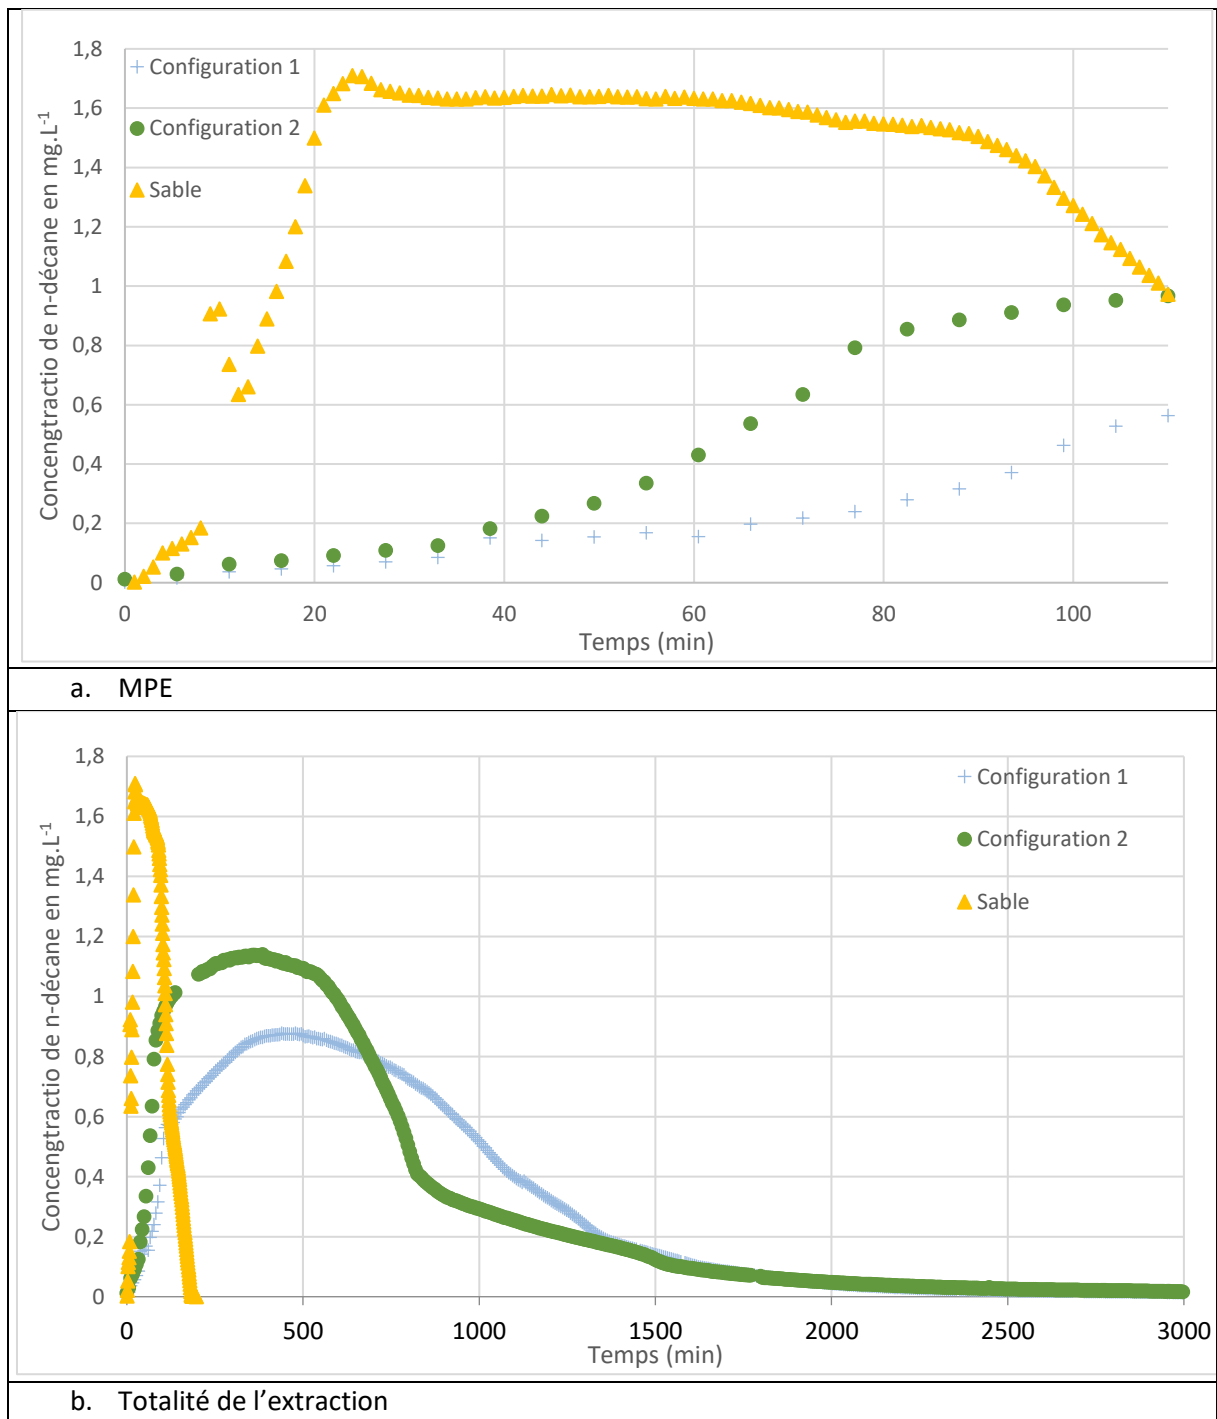 1,8
1,6
1,4
1,2
1
0,8
0,6
0,4
0,2
0
Concengtractio de n-décane en mg.L-1
Configuration 1
Configuration 2
Sable
0 20 40 60 80 100
Temps (min)
a. MPE
1,8
1,6
1,4
1,2
1
0,8
0,6
0,4
0,2
0
Concengtractio de n-décane en mg.L-1
Configuration 1
Configuration 2
Sable
0 500 1000 1500 2000 2500 3000
Temps (min)
b. Totalité de l’extraction